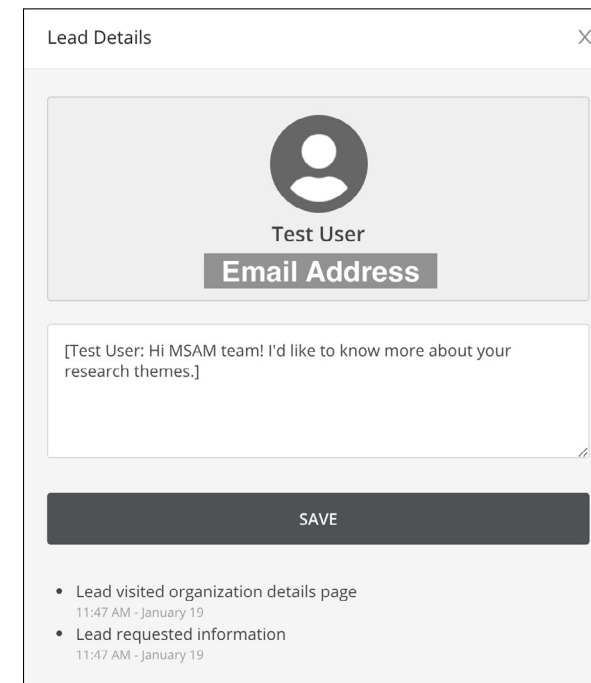 Lead Details
X
Test User
Email Address
[Test User: Hi MSAM team! I'd like to know more about your
research themes.]
SAVE
• Lead visited organization details page
11:47 AM - January 19
• Lead requested information
11:47 AM - January 19